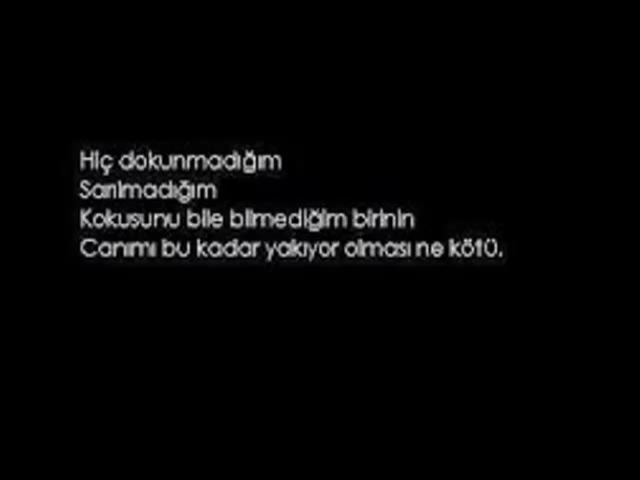 Hiç dokunmadığım
Sarılmadığım
Kokusunu bile bilmediğim birinin
Canımı bu kadar yakıyor olması ne kötü.